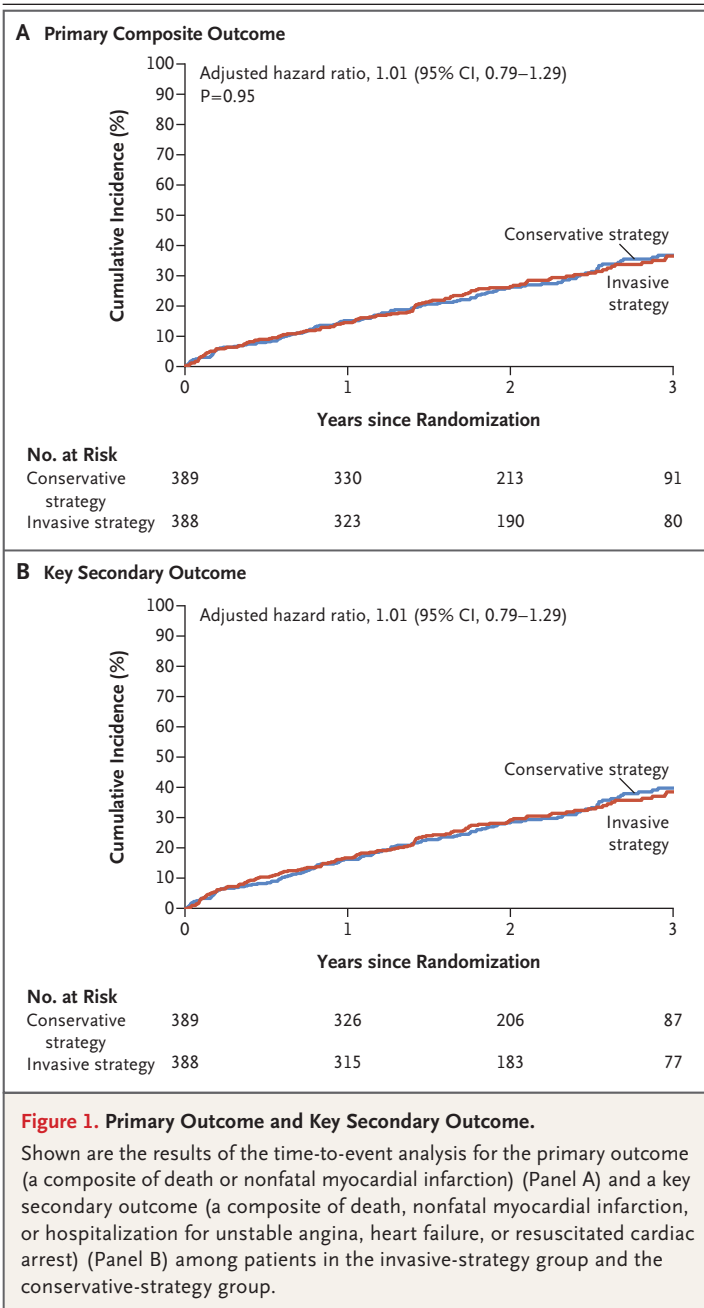 A Primary Composite Outcome
100
90
80
70
60
50
40
30
20
10
0
Cumulative Incidence (%)
Adjusted hazard ratio, 1.01 (95% CI, 0.79–1.29)
P=0.95
Conservative strategy
Invasive
strategy
0 1 2 3
Years since Randomization
No. at Risk
Conservative 389 330 213 91
strategy
Invasive strategy 388 323 190 80
B Key Secondary Outcome
100
90
80
70
60
50
40
30
20
10
0
Cumulative Incidence (%)
Adjusted hazard ratio, 1.01 (95% CI, 0.79–1.29)
Conservative strategy
Invasive
strategy
0 1 2 3
Years since Randomization
No. at Risk
Conservative 389 326 206 87
strategy
Invasive strategy 388 315 183 77
Figure 1. Primary Outcome and Key Secondary Outcome.
Shown are the results of the time-to-event analysis for the primary outcome
(a composite of death or nonfatal myocardial infarction) (Panel A) and a key
secondary outcome (a composite of death, nonfatal myocardial infarction,
or hospitalization for unstable angina, heart failure, or resuscitated cardiac
arrest) (Panel B) among patients in the invasive-strategy group and the
conservative-strategy group.